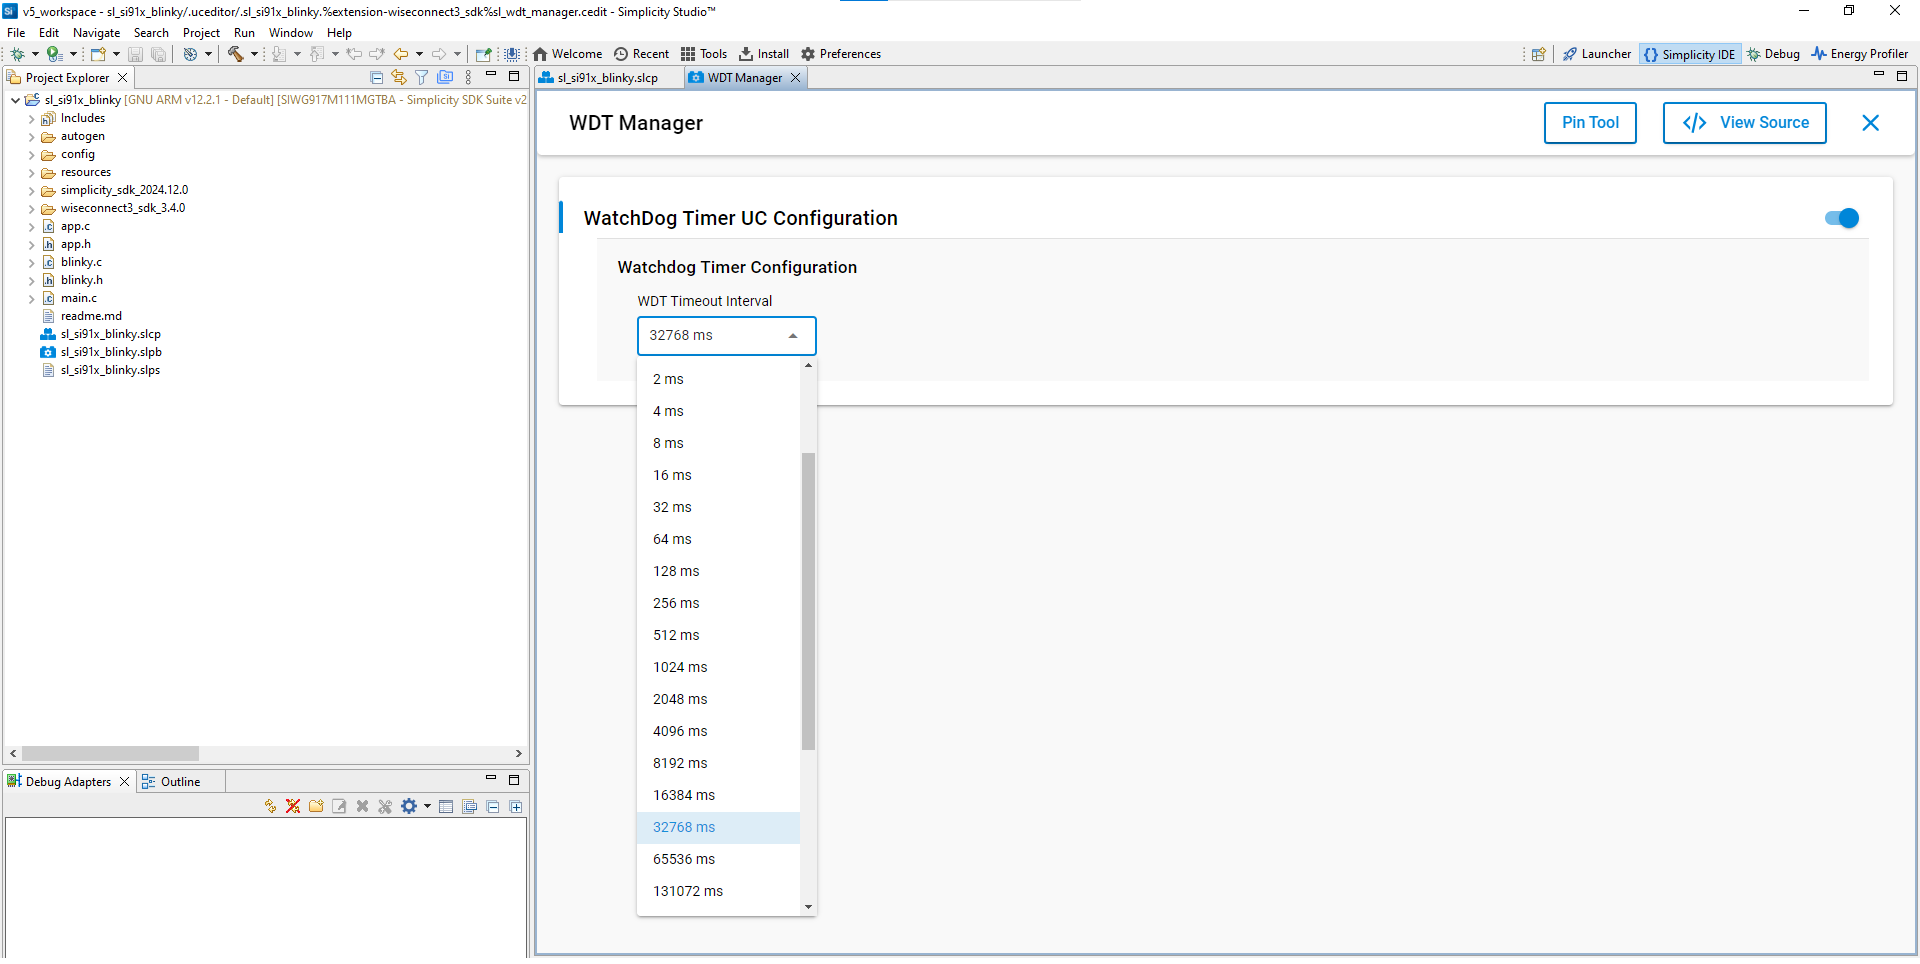 v5_workspace - sl_si91x_blinky/.uceditor/.sl_si91x_blinky.%extension-wiseconnect3_sdk%sl_wdt_manager.cedit - Simplicity Studio™
File Edit Navigate Search Project Run Window Help
Welcome Recent Tools Install Preferences
Launcher Simplicity IDE Debug Energy Profiler
Project Explorer
sl_si91x_blinky [GNU ARM v12.2.1 - Default] [SIWG917M111MGTBA - Simplicity SDK Suite v2
Includes
autogen
config
resources
simplicity_sdk_2024.12.0
wiseconnect3_sdk_3.4.0
app.c
app.h
blinky.c
blinky.h
main.c
readme.md
sl_si91x_blinky.slcp
sl_si91x_blinky.slpb
sl_si91x_blinky.slps
Debug Adapters
Outline
sl_si91x_blinky.slcp
WDT Manager
WDT Manager
Pin Tool
View Source
WatchDog Timer UC Configuration
Watchdog Timer Configuration
WDT Timeout Interval
32768 ms
2 ms
4 ms
8 ms
16 ms
32 ms
64 ms
128 ms
256 ms
512 ms
1024 ms
2048 ms
4096 ms
8192 ms
16384 ms
32768 ms
65536 ms
131072 ms